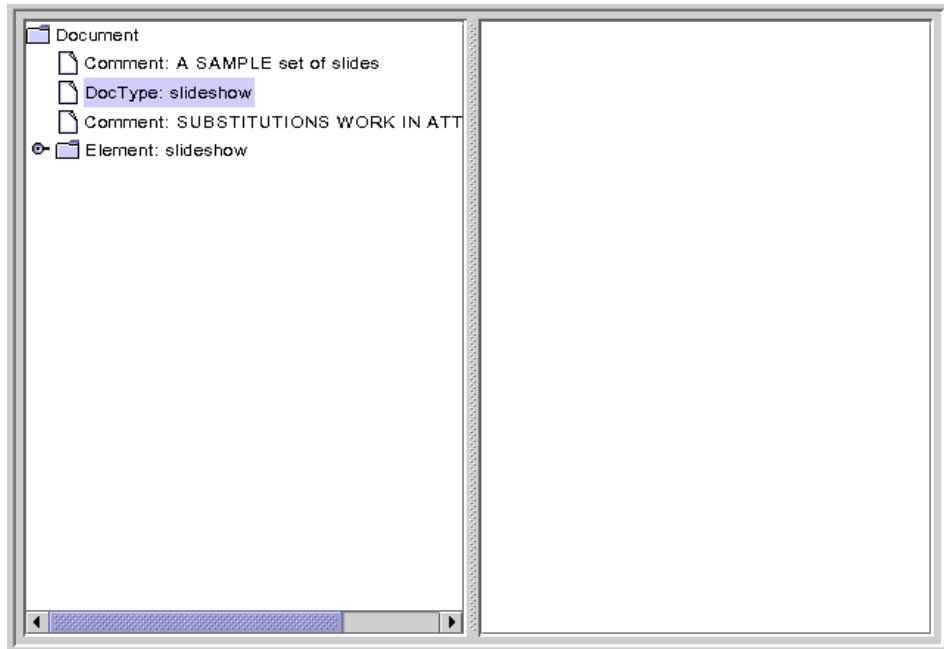 Document
Comment: A SAMPLE set of slides
DocType: slideshow
Comment: SUBSTITUTIONS WORK IN ATT
Element: slideshow